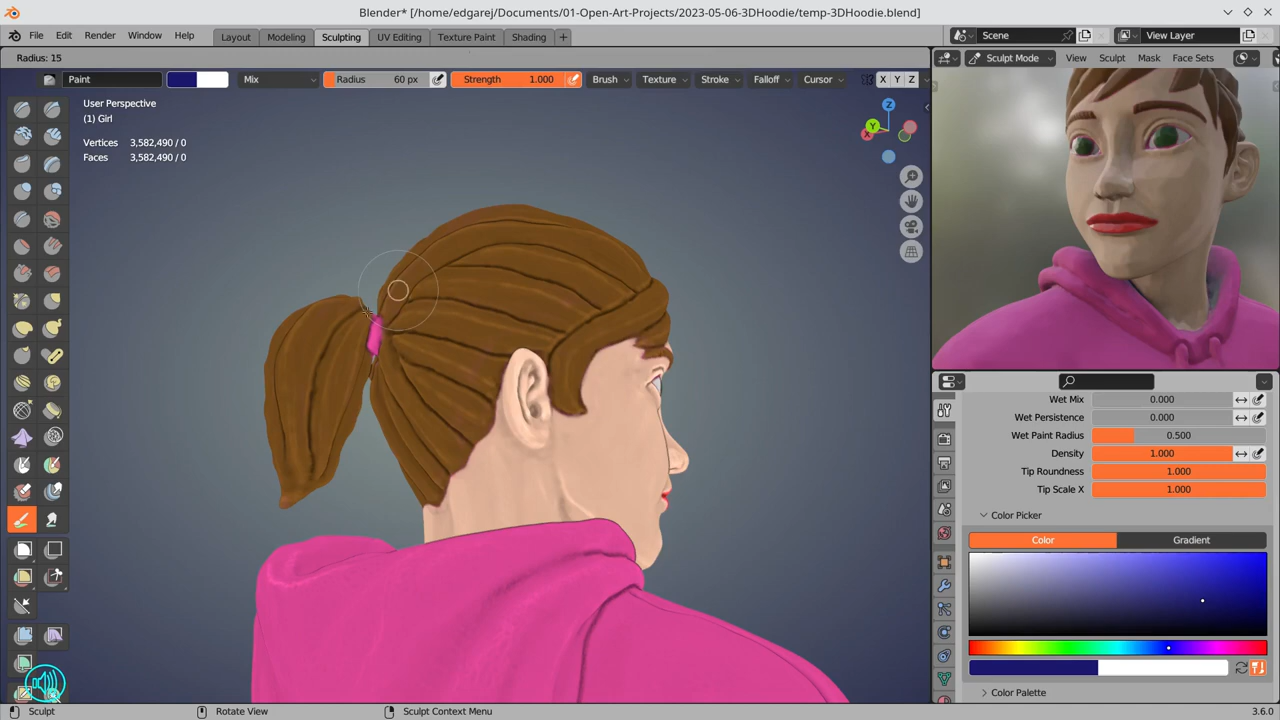 Blender* [/home/edgarej/Documents/01-Open-Art-Projects/2023-05-06-3DHoodie/temp-3DHoodie.blend]
File Edit Render Window Help Layout Modeling Sculpting UV Editing Texture Paint Shading + Scene View Layer
Radius: 15
Sculpt Mode View Sculpt Mask Face Sets
Paint Mix Radius 60 px Strength 1.000 Brush Texture Stroke Falloff Cursor X Y Z
User Perspective
(1) Girl
Z
Y
X
Vertices 3,582,490 / 0
Faces 3,582,490 / 0
Wet Mix 0.000
Wet Persistence 0.000
Wet Paint Radius 0.500
Density 1.000
Tip Roundness 1.000
Tip Scale X 1.000
Color Picker
Color Gradient
Color Palette
Sculpt Rotate View Sculpt Context Menu 3.6.0